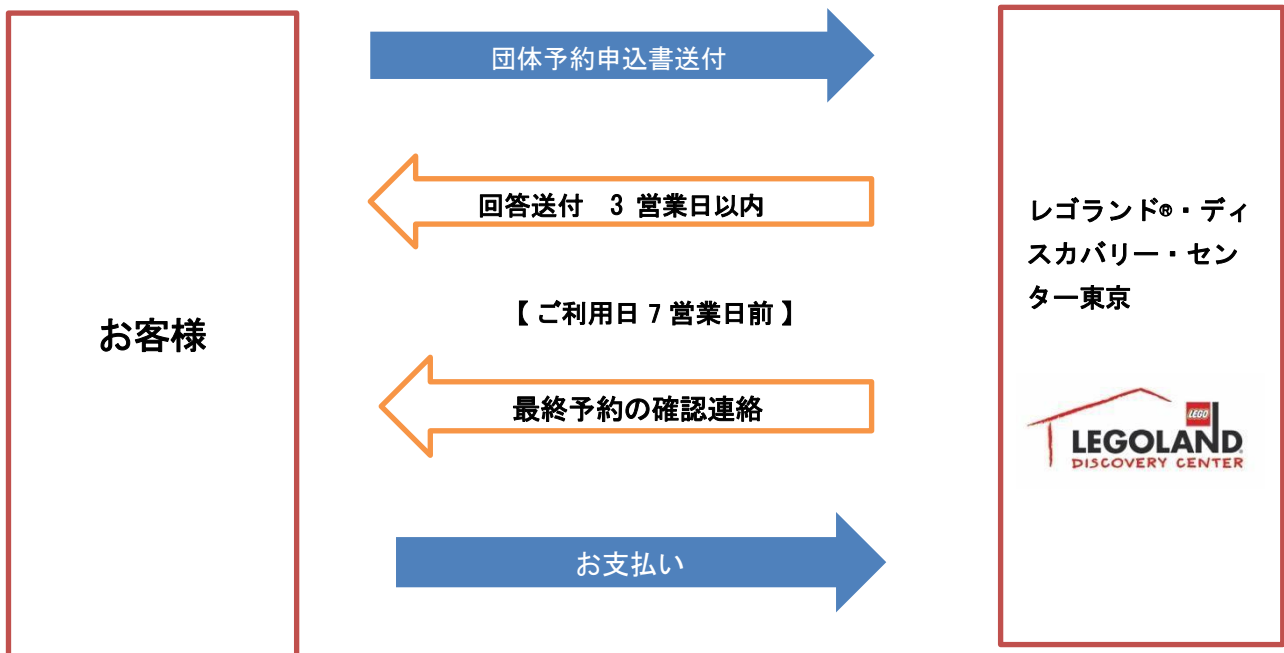 団体予約申込書送付
回答送付　3 営業日以内
レゴランド®・ディ
スカバリー・セン
ター東京
【 ご利用日 7 営業日前 】
お客様
最終予約の確認連絡
LEGO
LEGOLAND
DISCOVERY CENTER
お支払い